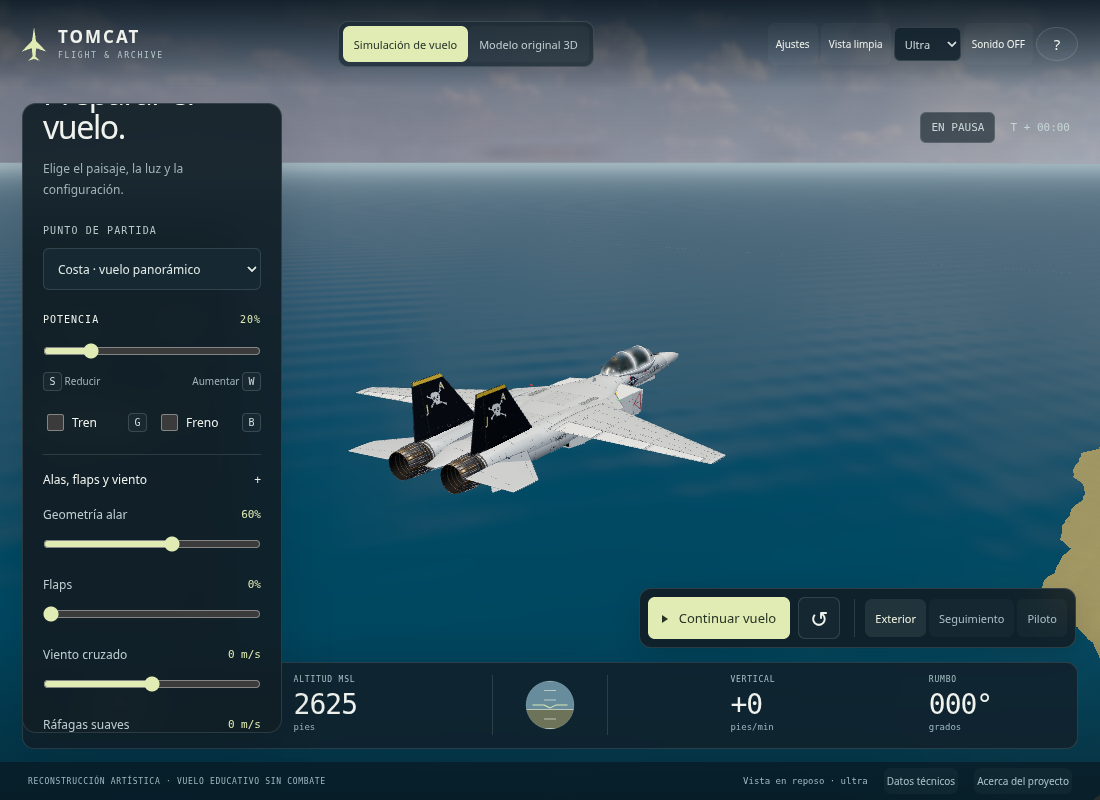 TOMCAT
FLIGHT & ARCHIVE
Simulación de vuelo
Modelo original 3D
Ajustes
Vista limpia
Ultra
Sonido OFF
?
EN PAUSA
T + 00:00
vuelo.
Elige el paisaje, la luz y la
configuración.
PUNTO DE PARTIDA
Costa · vuelo panorámico
POTENCIA 20%
S Reducir Aumentar W
Tren G Freno B
Alas, flaps y viento +
Geometría alar 60%
Flaps 0%
Viento cruzado 0 m/s
Ráfagas suaves 0 m/s
A
J
A
J
Continuar vuelo
↺
Exterior
Seguimiento
Piloto
ALTITUD MSL
2625
pies
VERTICAL
+0
pies/min
RUMBO
000°
grados
RECONSTRUCCIÓN ARTÍSTICA · VUELO EDUCATIVO SIN COMBATE
Vista en reposo · ultra
Datos técnicos
Acerca del proyecto